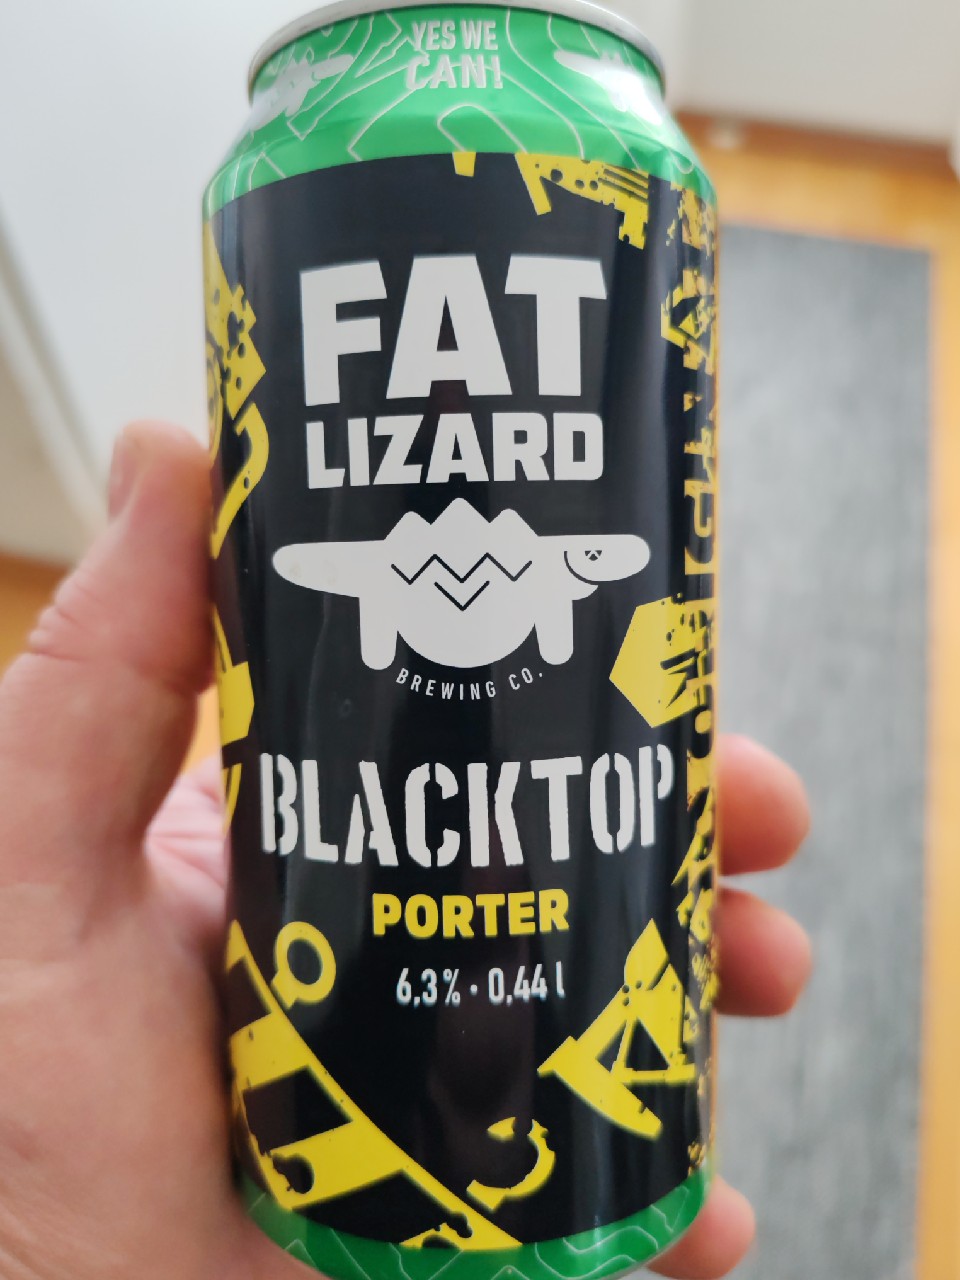 YES WE
CAN!
FAT
LIZARD
BREWING CO.
BLACKTOP
PORTER
6,3% · 0,44 l